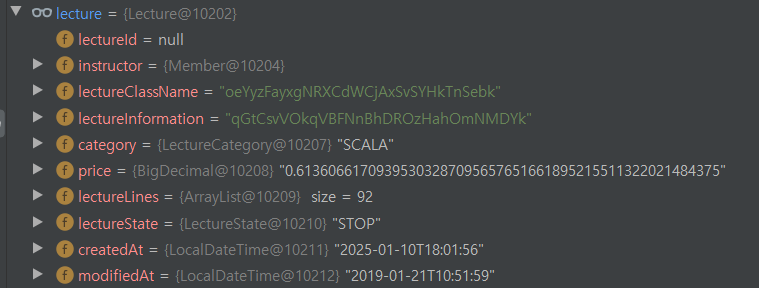 lecture = {Lecture@10202}
f lectureId = null
f instructor = {Member@10204}
f lectureClassName = "oeYyzFayxgNRXCdWCjAxSvSYHkTnSebk"
f lectureInformation = "qGtCsvVOkqVBFNnBhDROzHahOmNMDYk"
f category = {LectureCategory@10207} "SCALA"
f price = {BigDecimal@10208} "0.613606617093953032870956576516618952155113220214 84375"
f lectureLines = {ArrayList@10209} size = 92
f lectureState = {LectureState@10210} "STOP"
f createdAt = {LocalDateTime@10211} "2025-01-10T18:01:56"
f modifiedAt = {LocalDateTime@10212} "2019-01-21T10:51:59"